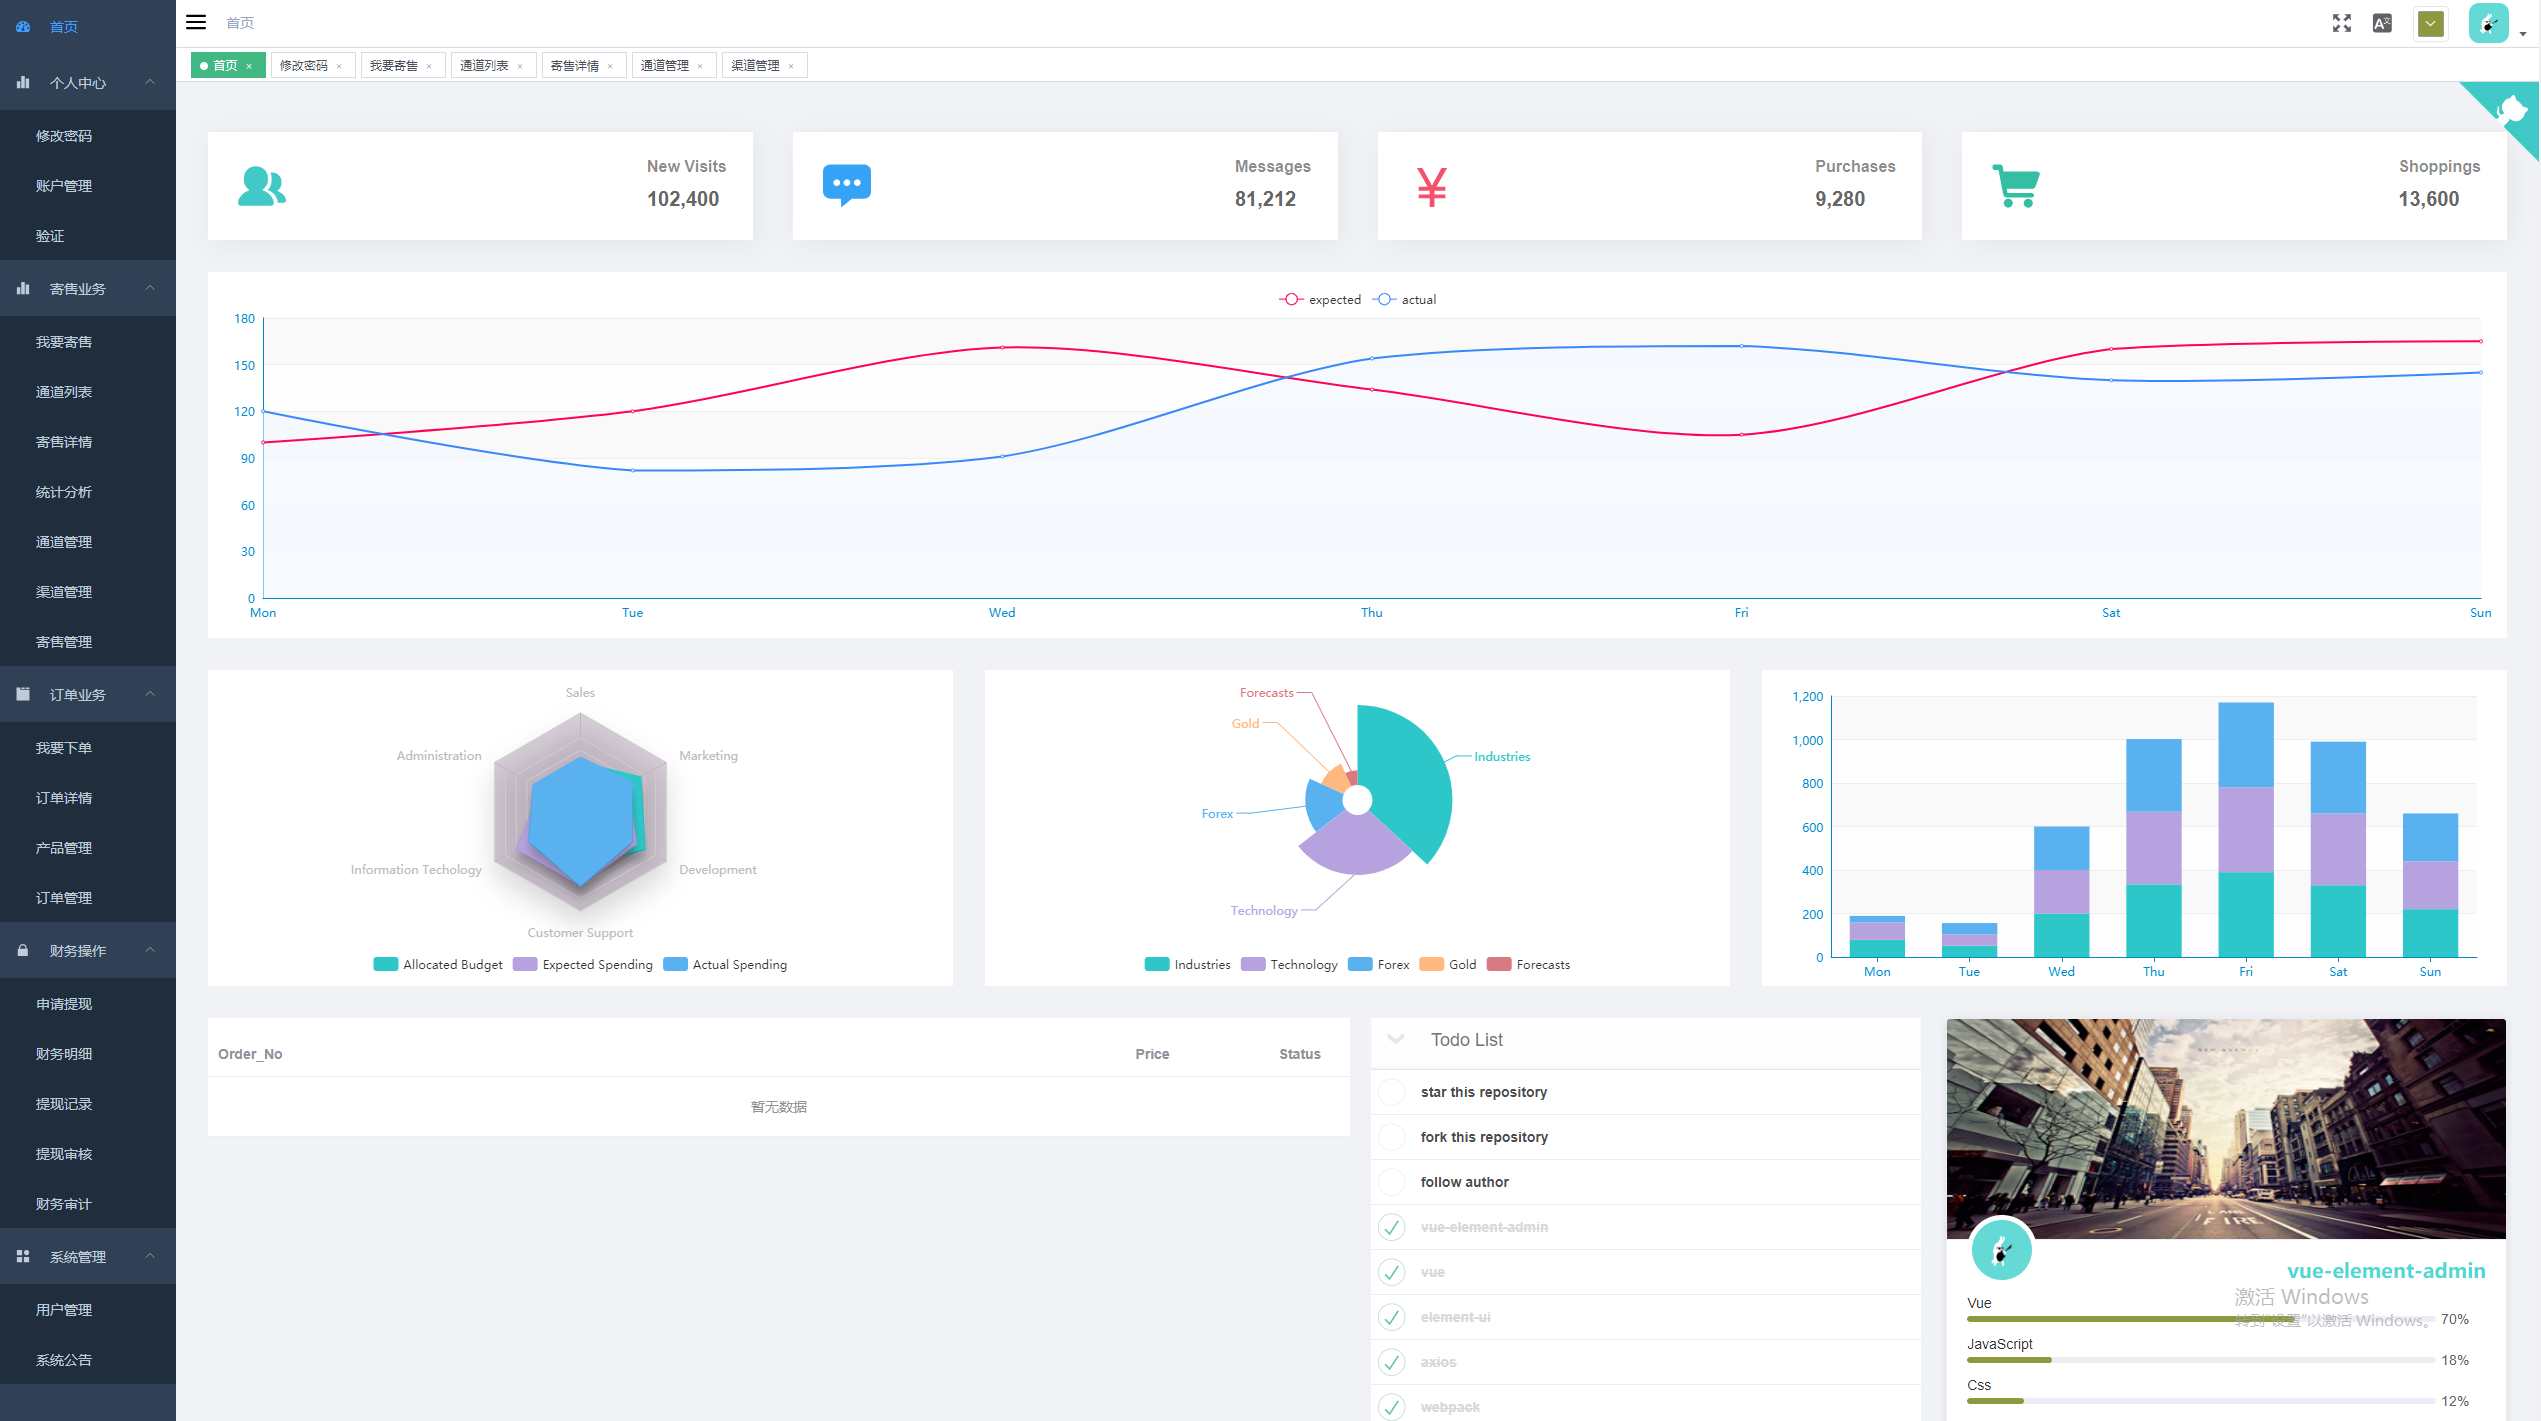 首页
个人中心
修改密码
账户管理
验证
寄售业务
我要寄售
通道列表
寄售详情
统计分析
通道管理
渠道管理
寄售管理
订单业务
我要下单
订单详情
产品管理
订单管理
财务操作
申请提现
财务明细
提现记录
提现审核
财务审计
系统管理
用户管理
系统公告
首页
首页 × 修改密码 × 我要寄售 × 通道列表 × 寄售详情 × 通道管理 × 渠道管理 ×
New Visits
102,400
Messages
81,212
Purchases
9,280
Shoppings
13,600
expected actual
180
150
120
90
60
30
0
Mon Tue Wed Thu Fri Sat Sun
Sales
Administration Marketing
Information Techology Development
Customer Support
Allocated Budget Expected Spending Actual Spending
Forecasts
Gold
Industries
Forex
Technology
Industries Technology Forex Gold Forecasts
1,200
1,000
800
600
400
200
0
Mon Tue Wed Thu Fri Sat Sun
Order_No Price Status
暂无数据
Todo List
star this repository
fork this repository
follow author
vue-element-admin
vue
element-ui
axios
webpack
vue-element-admin
激活 Windows
转到"设置"以激活 Windows。
Vue
70%
JavaScript
18%
Css
12%